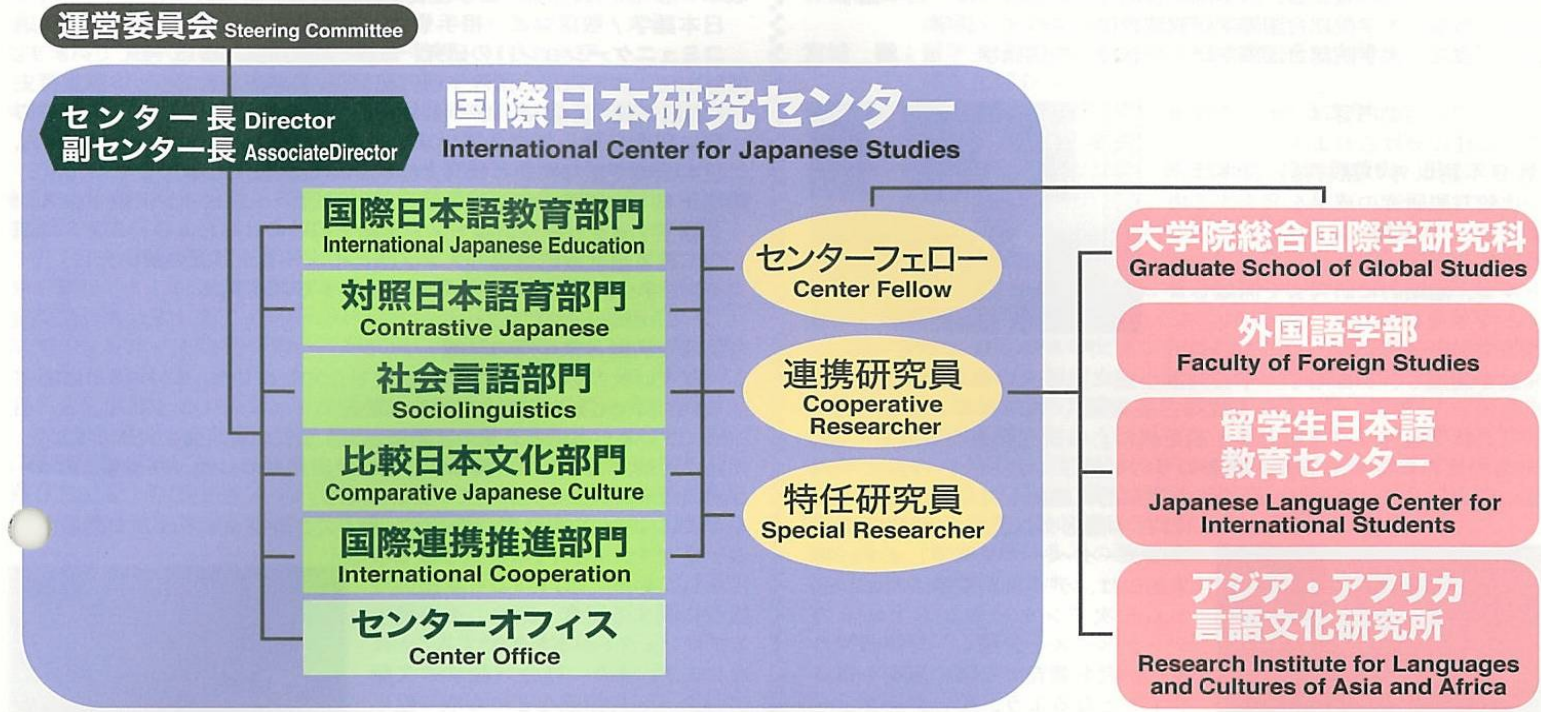 運営委員会 Steering Committee
センター長 Director
副センター長 AssociateDirector
国際日本研究センター
International Center for Japanese Studies
国際日本語教育部門
International Japanese Education
対照日本語育部門
Contrastive Japanese
社会言語部門
Sociolinguistics
比較日本文化部門
Comparative Japanese Culture
国際連携推進部門
International Cooperation
センターオフィス
Center Office
センターフェロー
Center Fellow
連携研究員
Cooperative
Researcher
特任研究員
Special Researcher
大学院総合国際学研究科
Graduate School of Global Studies
外国語学部
Faculty of Foreign Studies
留学生日本語
教育センター
Japanese Language Center for
International Students
アジア・アフリカ
言語文化研究所
Research Institute for Languages
and Cultures of Asia and Africa